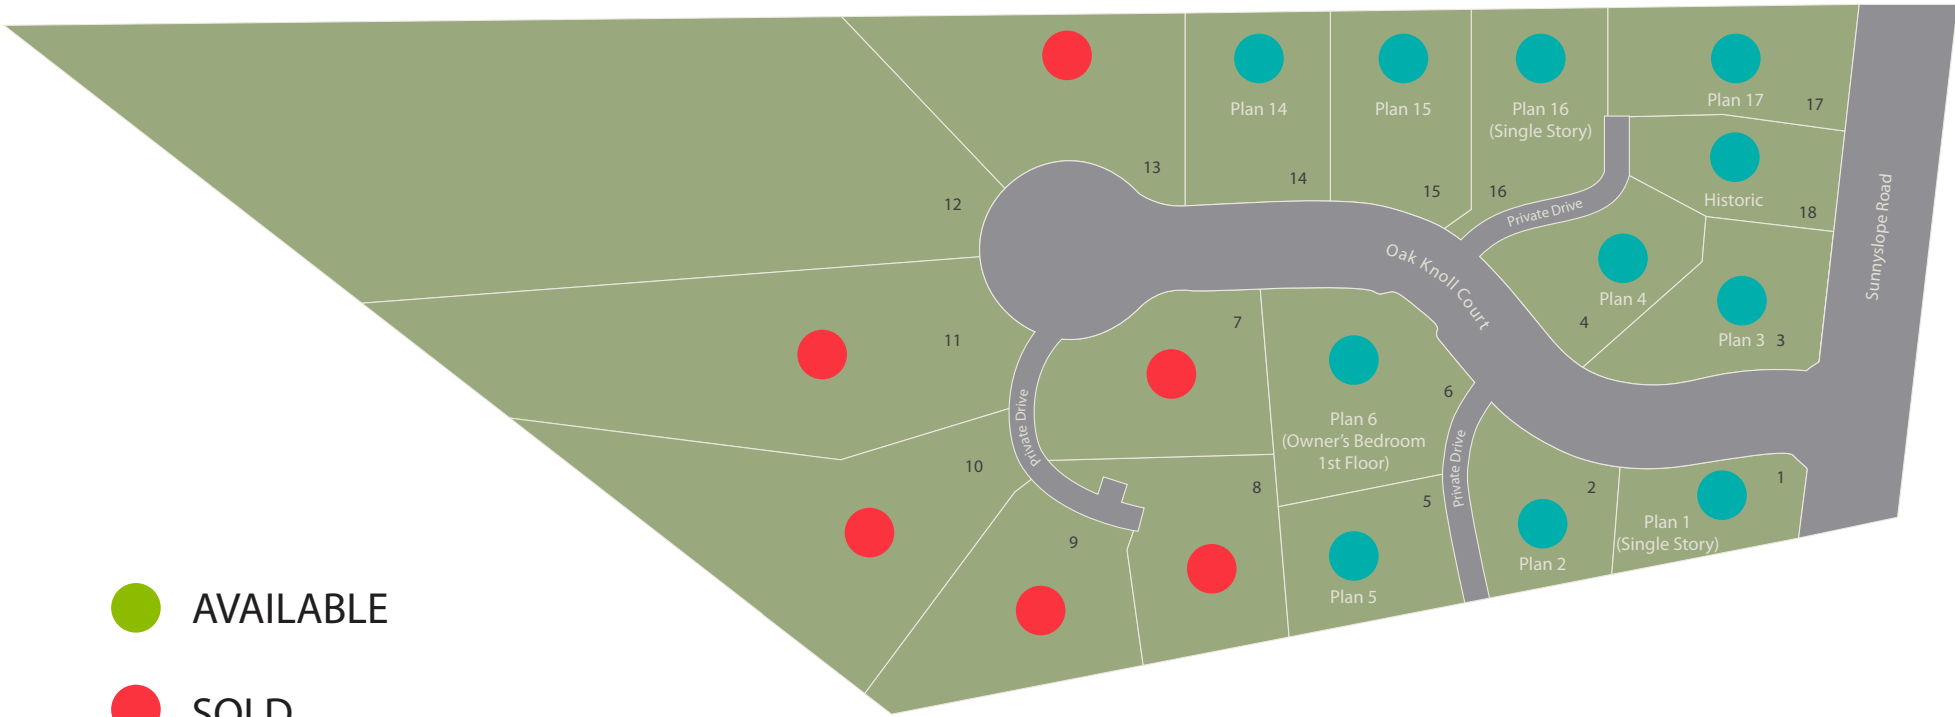 Plan 14
Plan 15
Plan 16
(Single Story)
Plan 17
17
13
14
15
16
Private Drive
Historic
18
Sunnyslope Road
12
Oak Knoll Court
Plan 4
4
Plan 3
3
11
7
Private Drive
6
Plan 6
(Owner's Bedroom
1st Floor)
Private Drive
10
8
5
2
1
Plan 1
(Single Story)
9
Plan 2
Plan 5
AVAILABLE
SOLD